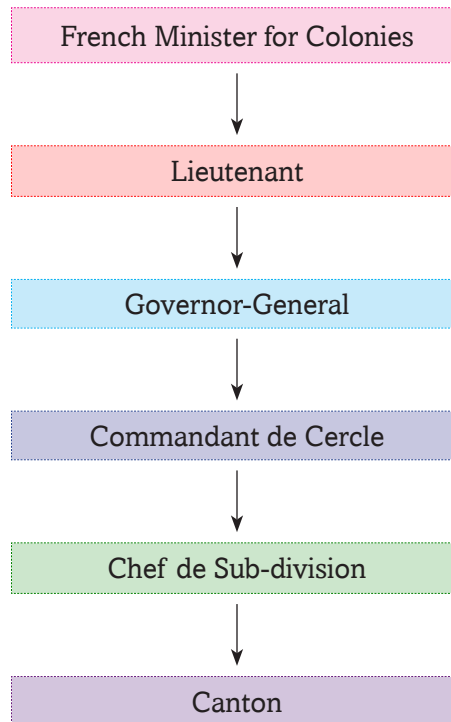 French Minister for Colonies
Lieutenant
Governor-General
Commandant de Cercle
Chef de Sub-division
Canton